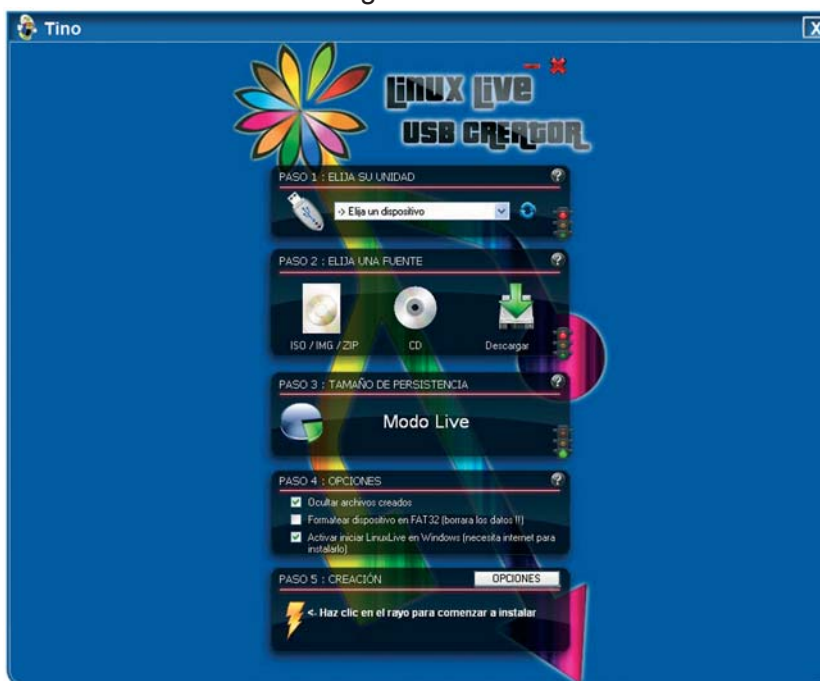 Tino
X
Linux Live
USB CREATOR
PASO 1 : ELIJA SU UNIDAD
?
-> Elija un dispositivo
PASO 2 : ELIJA UNA FUENTE
?
ISO / IMG / ZIP
CD
Descargar
PASO 3 : TAMAÑO DE PERSISTENCIA
?
Modo Live
PASO 4 : OPCIONES
?
Ocultar archivos creados
Formatear dispositivo en FAT32 (borrara los datos !!)
Activar iniciar LinuxLive en Windows (necesita internet para
instalarlo)
PASO 5 : CREACIÓN
OPCIONES
<- Haz clic en el rayo para comenzar a instalar